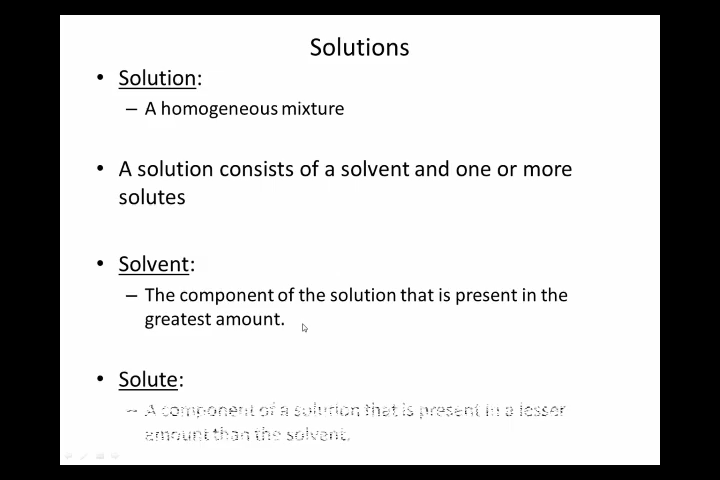 Solutions
• Solution:
– A homogeneous mixture
• A solution consists of a solvent and one or more
solutes
• Solvent:
– The component of the solution that is present in the
greatest amount.
• Solute:
– A component of a solution that is present in a lesser
amount than the solvent.